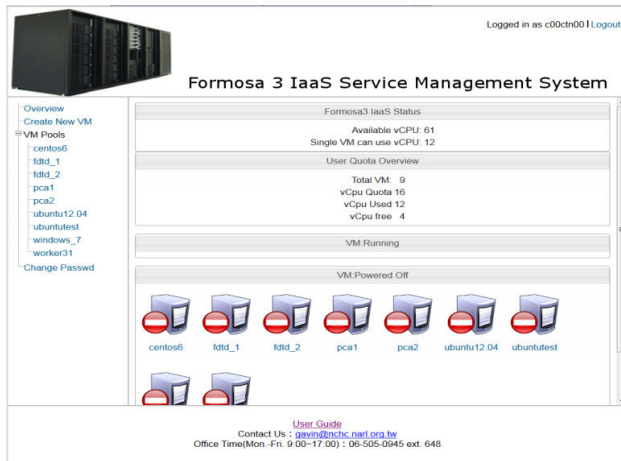 Logged in as c00ctn00 | Logout
Formosa 3 IaaS Service Management System
Overview
Create New VM
VM Pools
centos6
fdtd_1
fdtd_2
pca1
pca2
ubuntu12.04
ubuntutest
windows_7
worker31
Change Passwd
Formosa3 IaaS Status
Available vCPU: 61
Single VM can use vCPU: 12
User Quota Overview
Total VM: 9
vCpu Quota 16
vCpu Used 12
vCpu free 4
VM:Running
VM:Powered Off
centos6 fdtd_1 fdtd_2 pca1 pca2 ubuntu12.04 ubuntutest
User Guide
Contact Us : gavin@nchc.narl.org.tw
Office Time(Mon.-Fri. 9:00~17:00) : 06-505-0945 ext. 648